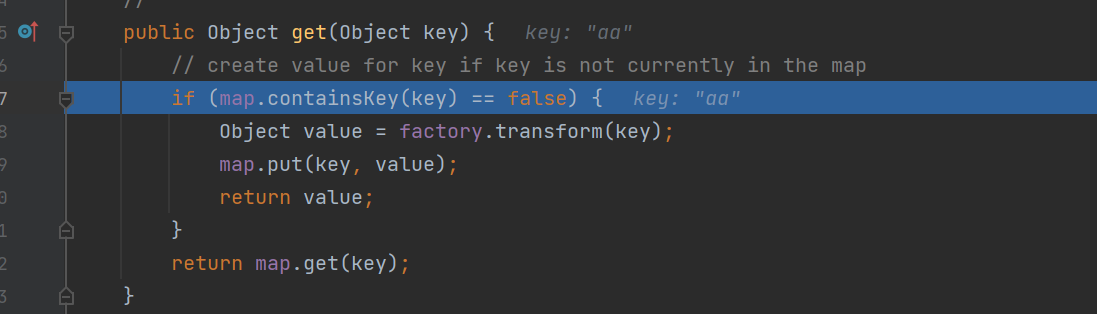 //
5 public Object get(Object key) { key: "aa"
6 // create value for key if key is not currently in the map
7 if (map.containsKey(key) == false) { key: "aa"
8 Object value = factory.transform(key);
9 map.put(key, value);
0 return value;
1 }
2 return map.get(key);
3 }